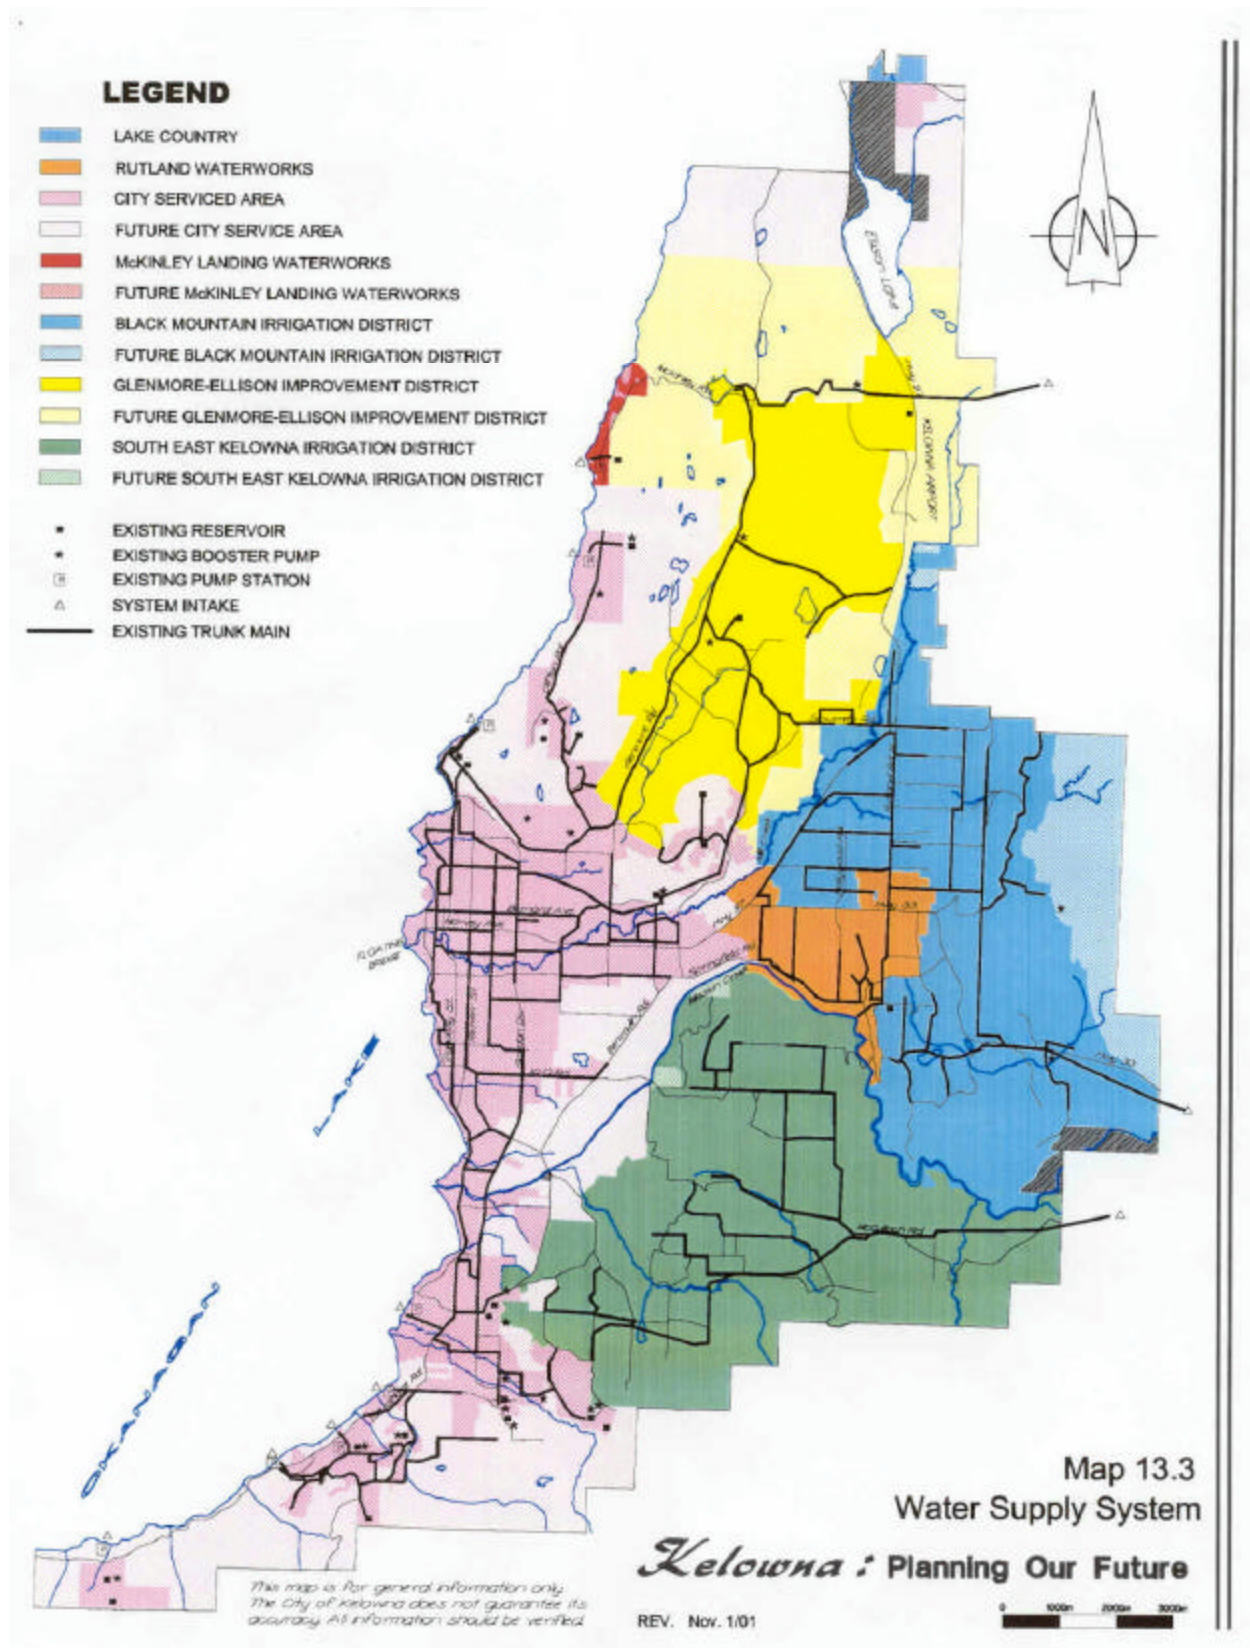 LEGEND
LAKE COUNTRY
RUTLAND WATERWORKS
CITY SERVICED AREA
FUTURE CITY SERVICE AREA
McKINLEY LANDING WATERWORKS
FUTURE McKINLEY LANDING WATERWORKS
BLACK MOUNTAIN IRRIGATION DISTRICT
FUTURE BLACK MOUNTAIN IRRIGATION DISTRICT
GLENMORE-ELLISON IMPROVEMENT DISTRICT
FUTURE GLENMORE-ELLISON IMPROVEMENT DISTRICT
SOUTH EAST KELOWNA IRRIGATION DISTRICT
FUTURE SOUTH EAST KELOWNA IRRIGATION DISTRICT
EXISTING RESERVOIR
EXISTING BOOSTER PUMP
EXISTING PUMP STATION
SYSTEM INTAKE
EXISTING TRUNK MAIN
N
KELOWNA AIRPORT
FLOATING
BRIDGE
LAKE
OKANAGAN
Map 13.3
Water Supply System
Kelowna : Planning Our Future
This map is for general information only.
The City of Kelowna does not guarantee its
accuracy. All information should be verified.
REV. Nov. 1/01
0 1000m 2000m 3000m